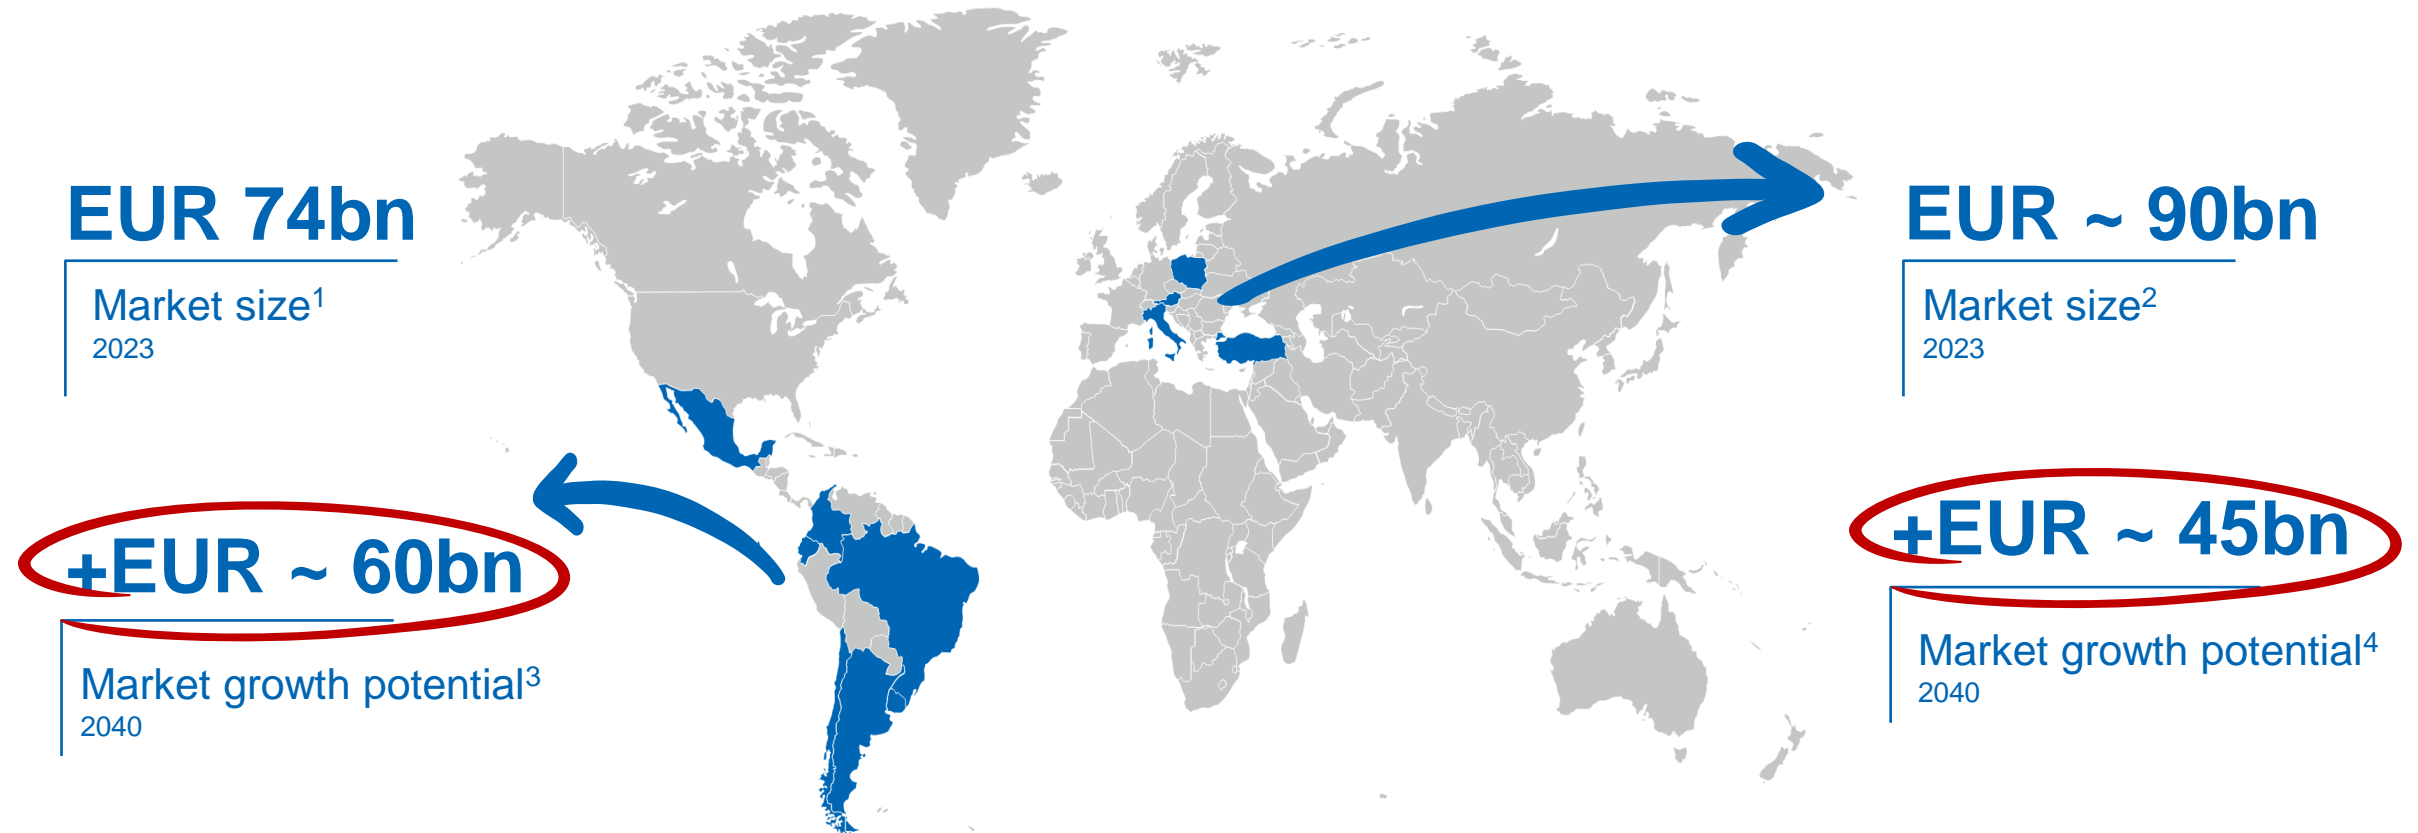 EUR 74bn
Market size¹
2023
+EUR ~ 60bn
Market growth potential³
2040
EUR ~ 90bn
Market size²
2023
+EUR ~ 45bn
Market growth potential⁴
2040